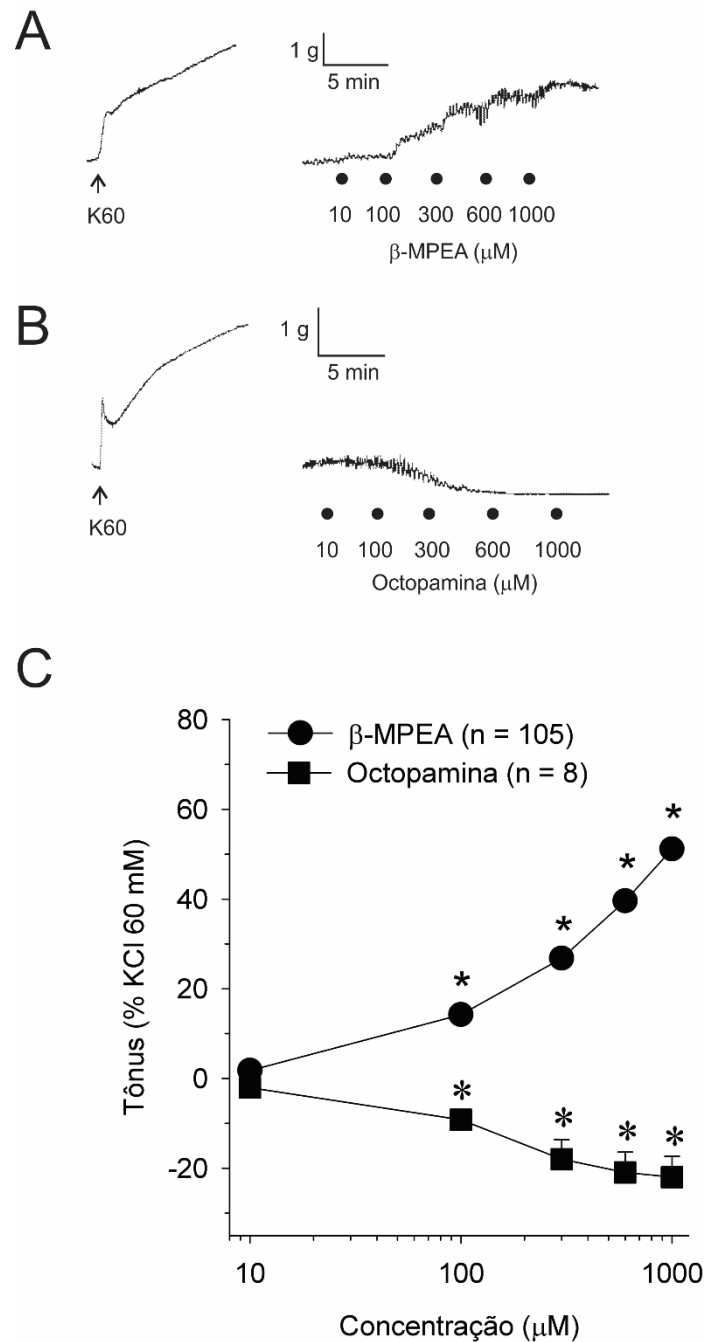 A
1 g
5 min
K60
10 100 300 600 1000
β-MPEA (μM)
B
1 g
5 min
K60
10 100 300 600 1000
Octopamina (μM)
C
80
60
40
20
0
-20
Tônus (% KCl 60 mM)
β-MPEA (n = 105)
Octopamina (n = 8)
*
*
*
*
*
*
*
*
10 100 1000
Concentração (μM)